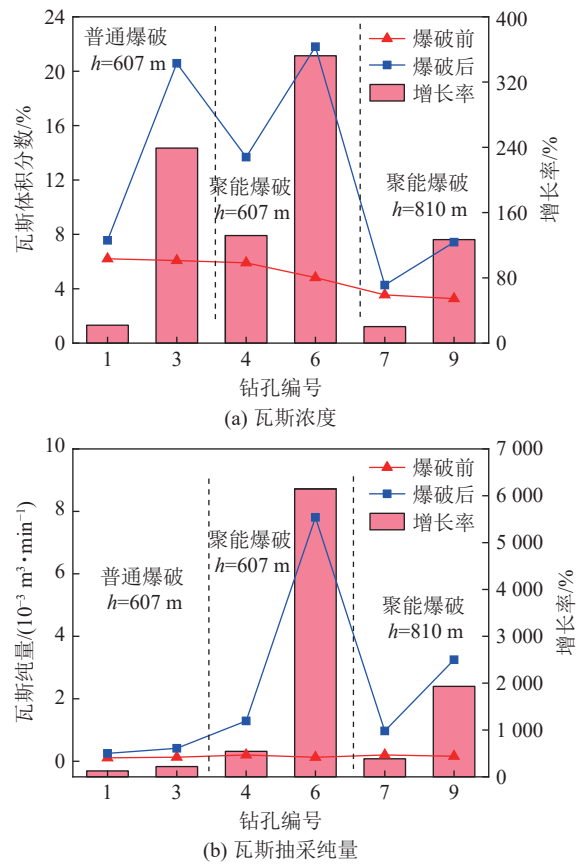 24
20
16
12
8
4
0
瓦斯体积分数/%
普通爆破
h=607 m
聚能爆破
h=607 m
聚能爆破
h=810 m
爆破前
爆破后
增长率
400
320
240
160
80
0
增长率/%
1 3 4 6 7 9
钻孔编号
(a) 瓦斯浓度
10
8
6
4
2
0
瓦斯纯量/(10⁻³ m³•min⁻¹)
普通爆破
h=607 m
聚能爆破
h=607 m
聚能爆破
h=810 m
爆破前
爆破后
增长率
7 000
6 000
5 000
4 000
3 000
2 000
1 000
0
增长率/%
1 3 4 6 7 9
钻孔编号
(b) 瓦斯抽采纯量